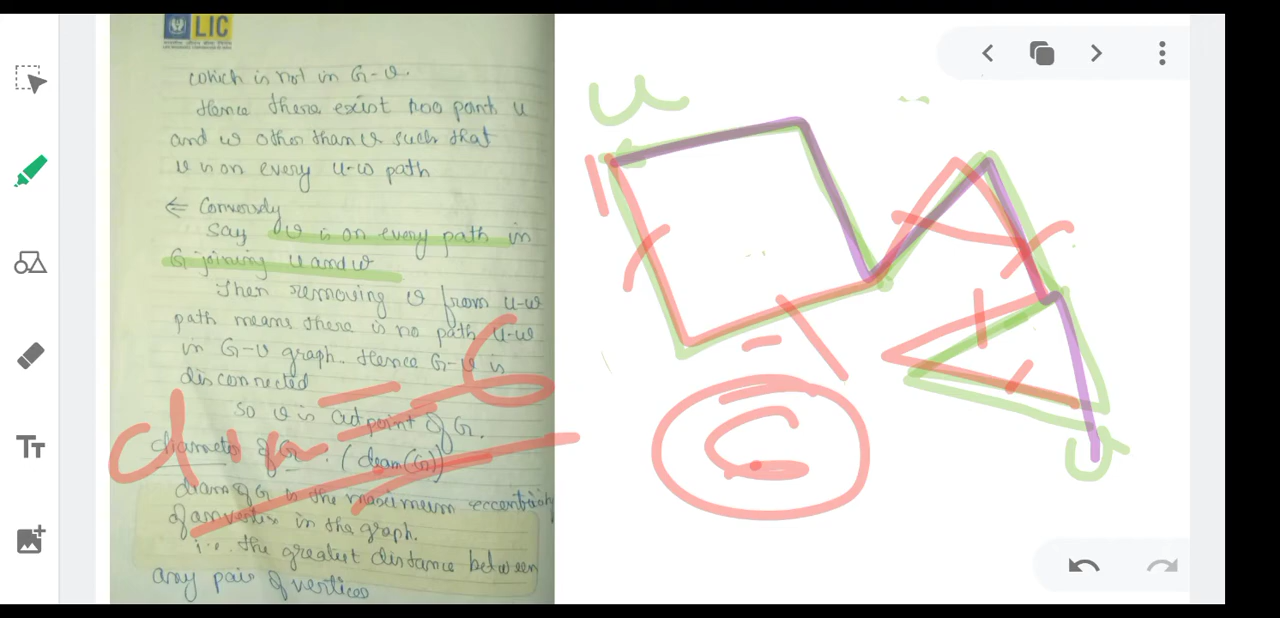 LIC
which is not in G-v.
Hence there exist two point u
and w other than v such that
v is on every u-w path
⇐ Conversly
say v is on every path in
G joining u and w
Then removing v from u-w
path means there is no path u-w
in G-v graph. Hence G-v is
disconnected
so v is cutpoint of G.
diameter of G. (diam(G))
diam of G is the maximum eccentricity
of any vertex in the graph.
i.e. the greatest distance between
any pair of vertices
u
v